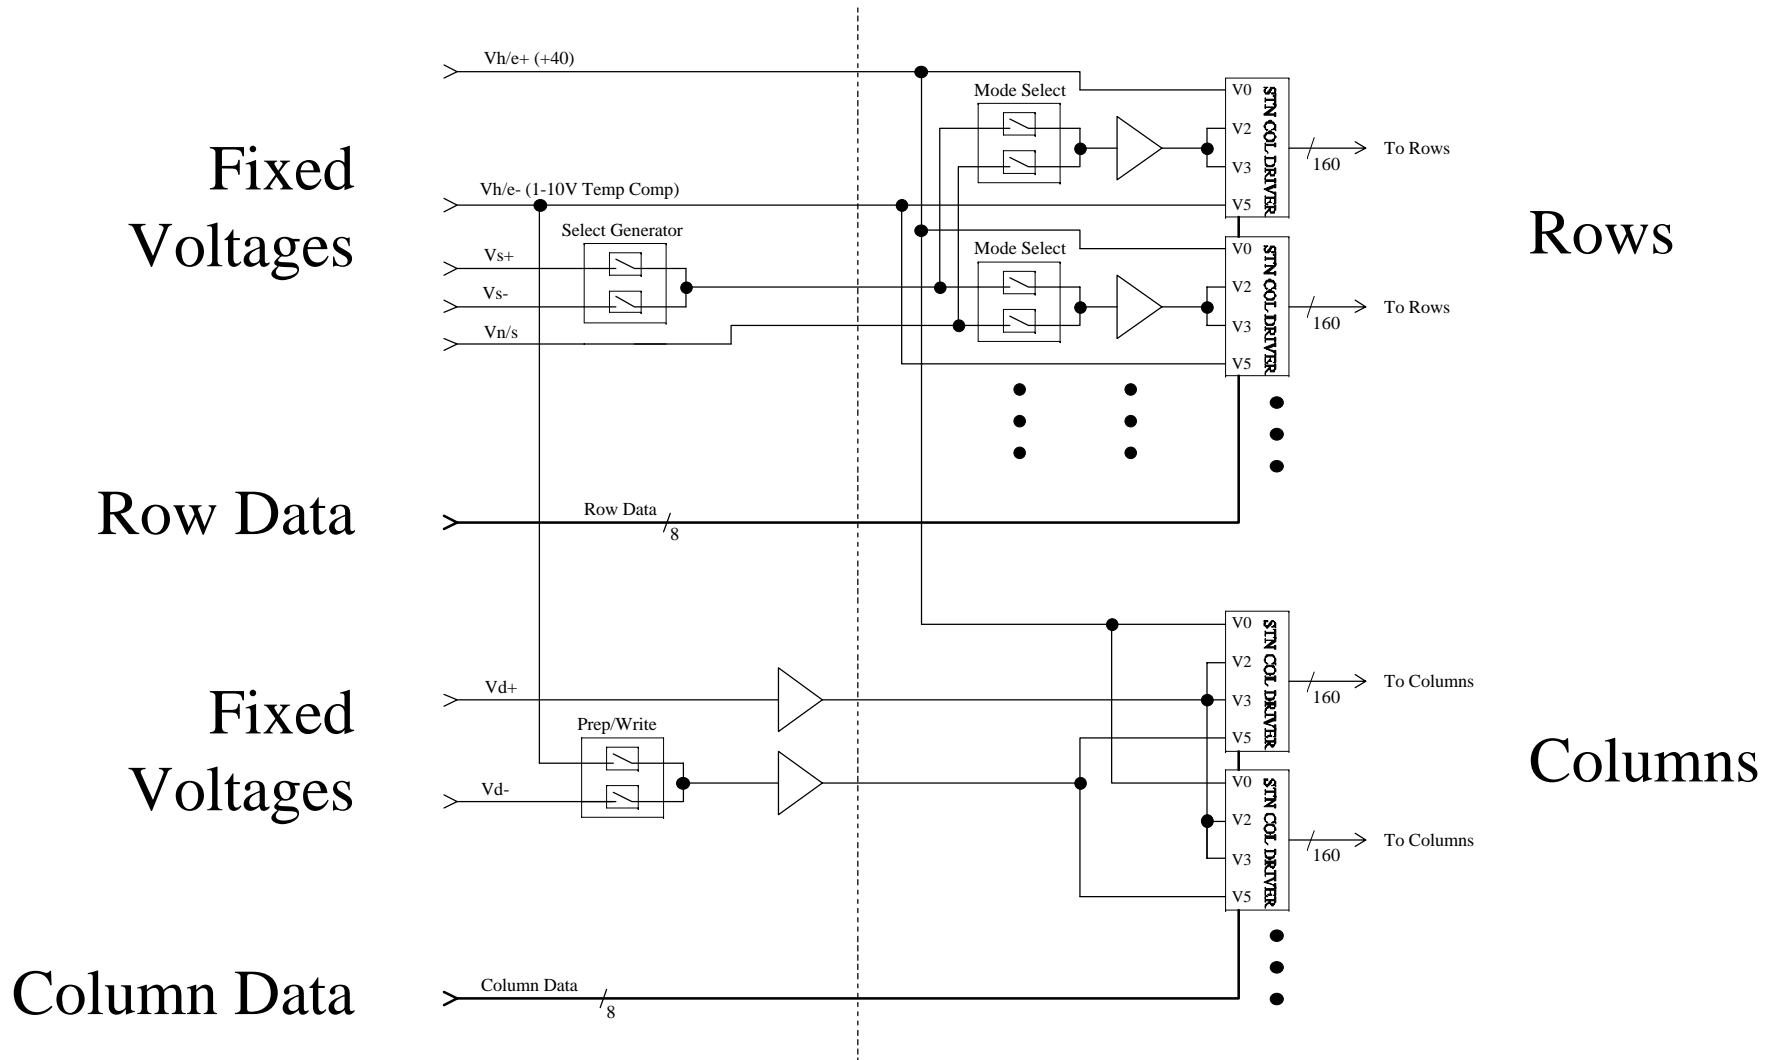 Vh/e+ (+40)
Mode Select
V0
V2
V3
V5
STN COL DRIVER
160
To Rows
Fixed
Voltages
Vh/e- (1-10V Temp Comp)
Select Generator
Vs+
Vs-
Vn/s
Mode Select
V0
V2
V3
V5
STN COL DRIVER
160
To Rows
Rows
Row Data
Row Data
8
Fixed
Voltages
Vd+
Prep/Write
Vd-
V0
V2
V3
V5
STN COL DRIVER
160
To Columns
V0
V2
V3
V5
STN COL DRIVER
160
To Columns
Columns
Column Data
Column Data
8